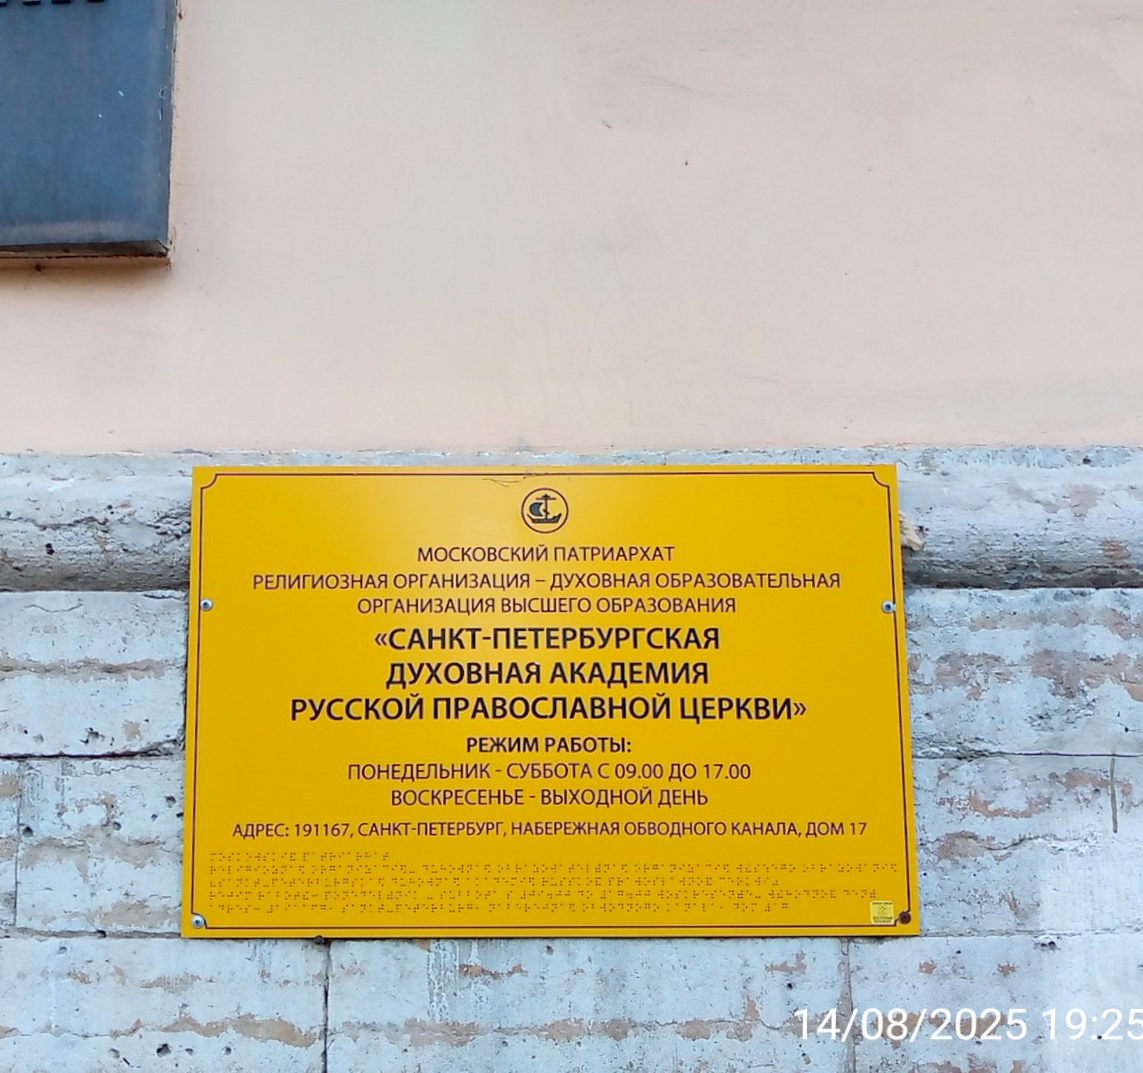 МОСКОВСКИЙ ПАТРИАРХАТ
РЕЛИГИОЗНАЯ ОРГАНИЗАЦИЯ – ДУХОВНАЯ ОБРАЗОВАТЕЛЬНАЯ
ОРГАНИЗАЦИЯ ВЫСШЕГО ОБРАЗОВАНИЯ
«САНКТ-ПЕТЕРБУРГСКАЯ
ДУХОВНАЯ АКАДЕМИЯ
РУССКОЙ ПРАВОСЛАВНОЙ ЦЕРКВИ»
РЕЖИМ РАБОТЫ:
ПОНЕДЕЛЬНИК - СУББОТА С 09.00 ДО 17.00
ВОСКРЕСЕНЬЕ - ВЫХОДНОЙ ДЕНЬ
АДРЕС: 191167, САНКТ-ПЕТЕРБУРГ, НАБЕРЕЖНАЯ ОБВОДНОГО КАНАЛА, ДОМ 17
14/08/2025 19:25